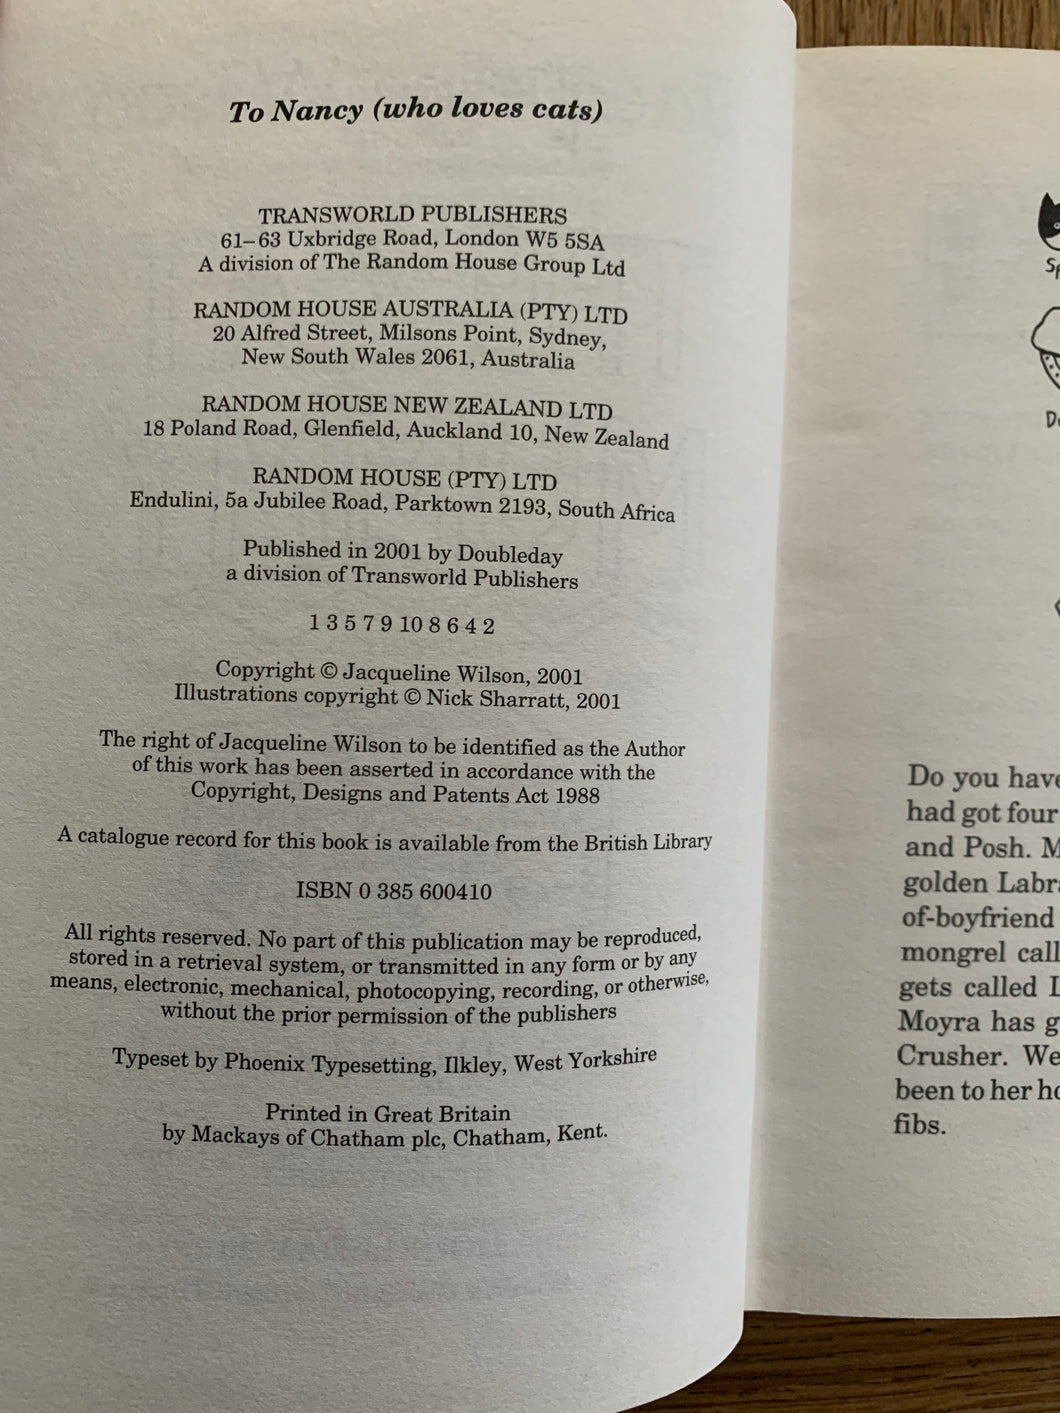 To Nancy (who loves cats)
TRANSWORLD PUBLISHERS
61–63 Uxbridge Road, London W5 5SA
A division of The Random House Group Ltd
RANDOM HOUSE AUSTRALIA (PTY) LTD
20 Alfred Street, Milsons Point, Sydney,
New South Wales 2061, Australia
RANDOM HOUSE NEW ZEALAND LTD
18 Poland Road, Glenfield, Auckland 10, New Zealand
RANDOM HOUSE (PTY) LTD
Endulini, 5a Jubilee Road, Parktown 2193, South Africa
Published in 2001 by Doubleday
a division of Transworld Publishers
1 3 5 7 9 10 8 6 4 2
Copyright © Jacqueline Wilson, 2001
Illustrations copyright © Nick Sharratt, 2001
The right of Jacqueline Wilson to be identified as the Author
of this work has been asserted in accordance with the
Copyright, Designs and Patents Act 1988
A catalogue record for this book is available from the British Library
ISBN 0 385 600410
All rights reserved. No part of this publication may be reproduced,
stored in a retrieval system, or transmitted in any form or by any
means, electronic, mechanical, photocopying, recording, or otherwise,
without the prior permission of the publishers
Typeset by Phoenix Typesetting, Ilkley, West Yorkshire
Printed in Great Britain
by Mackays of Chatham plc, Chatham, Kent.
Do you have
had got four
and Posh.
golden
of-boyfriend
mongrel
gets called
Moyra has
Crusher. We
been to her
fibs.